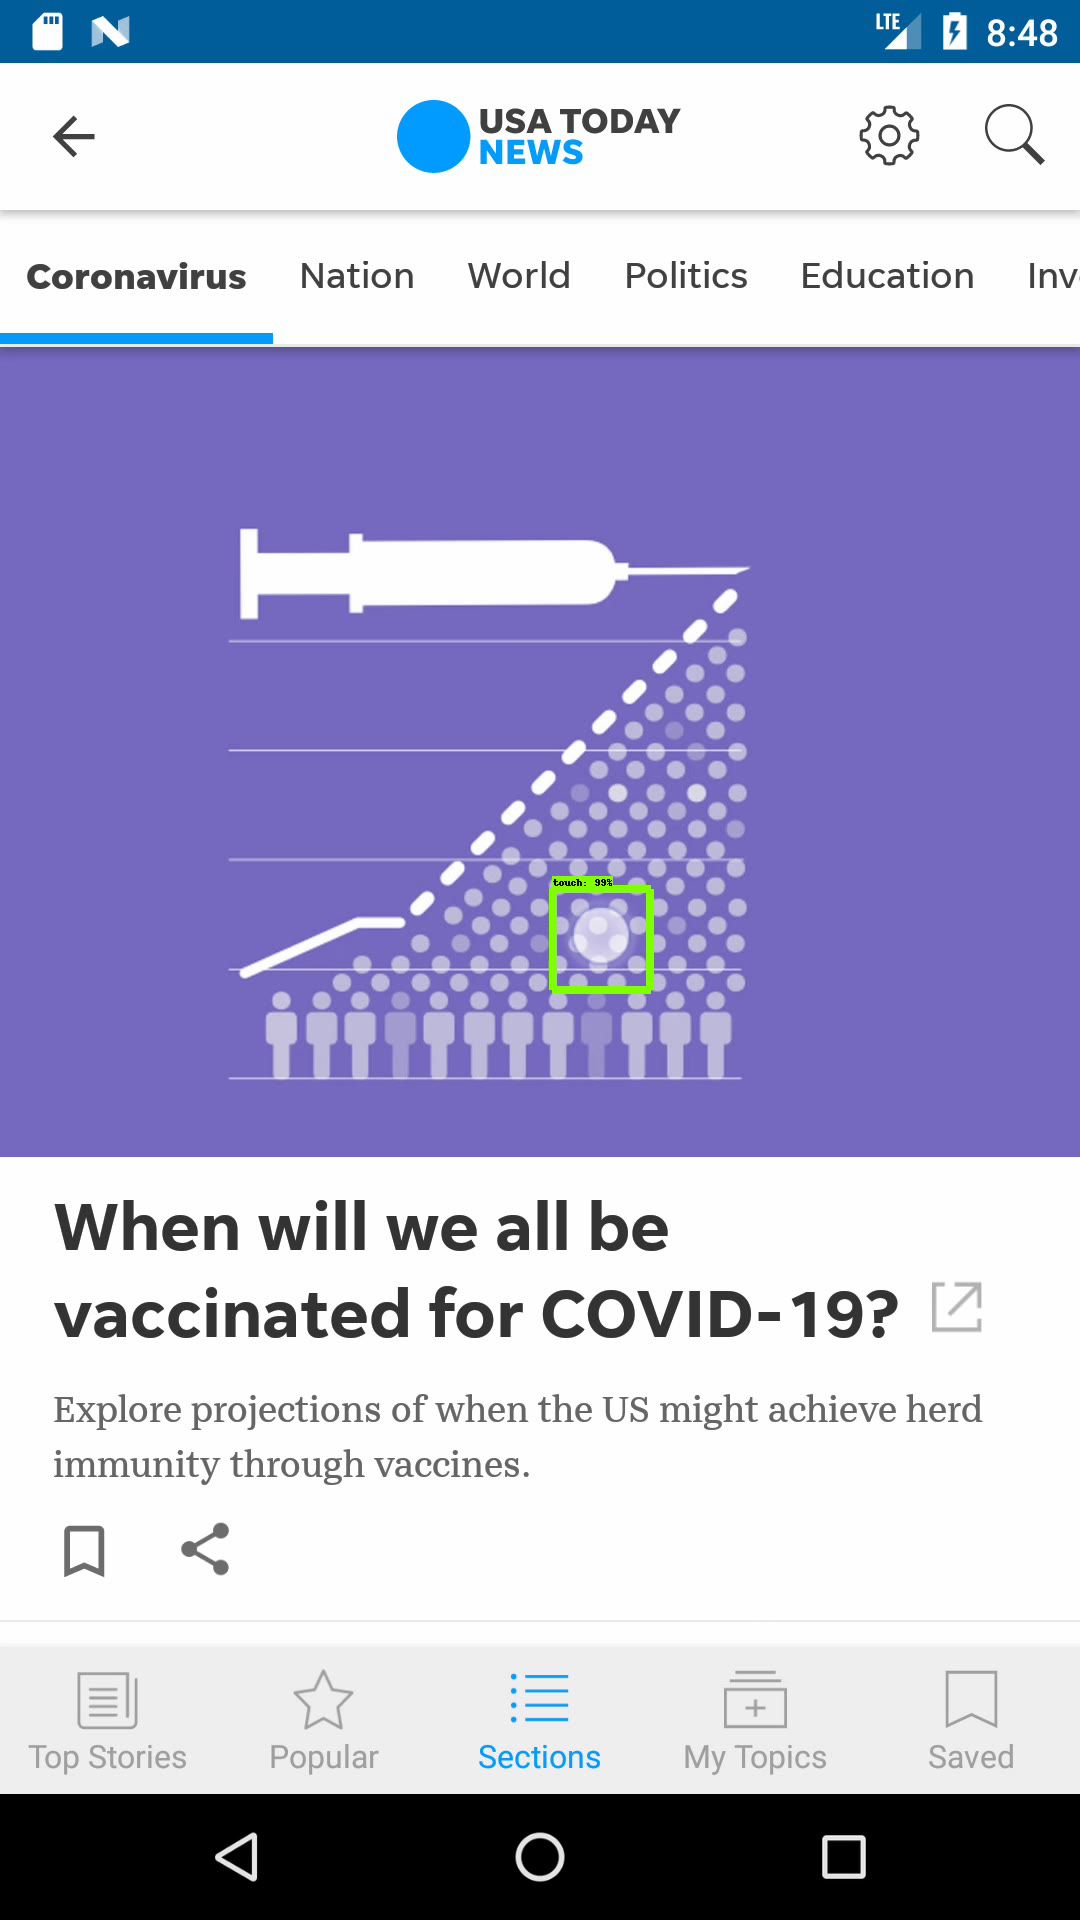 LTE 8:48
USA TODAY
NEWS
Coronavirus Nation World Politics Education Inv
touch: 99%
When will we all be
vaccinated for COVID-19?
Explore projections of when the US might achieve herd
immunity through vaccines.
Top Stories Popular Sections My Topics Saved